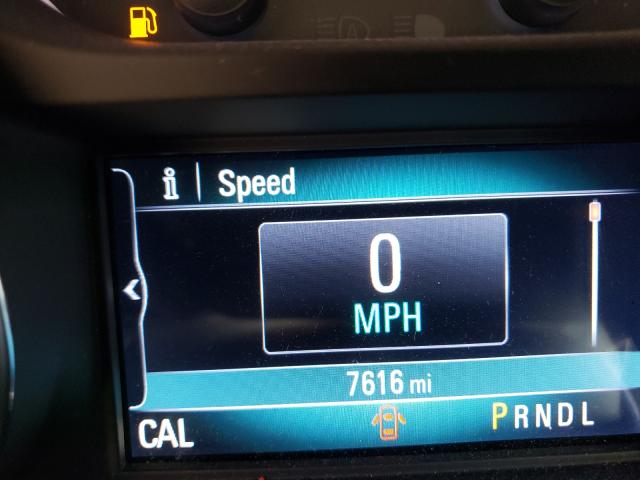 i | Speed
0
MPH
7616 mi
CAL PRNDL